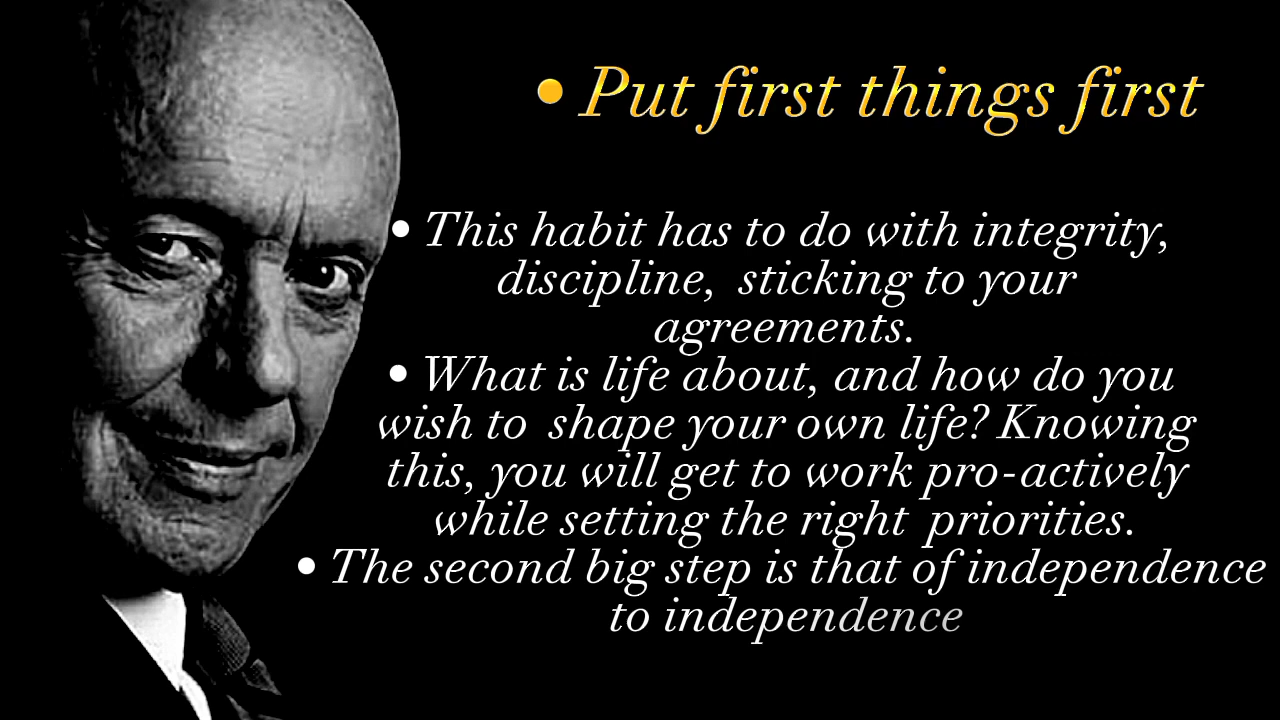 • Put first things first
• This habit has to do with integrity,
discipline, sticking to your
agreements.
• What is life about, and how do you
wish to shape your own life? Knowing
this, you will get to work pro-actively
while setting the right priorities.
• The second big step is that of independence
to independence